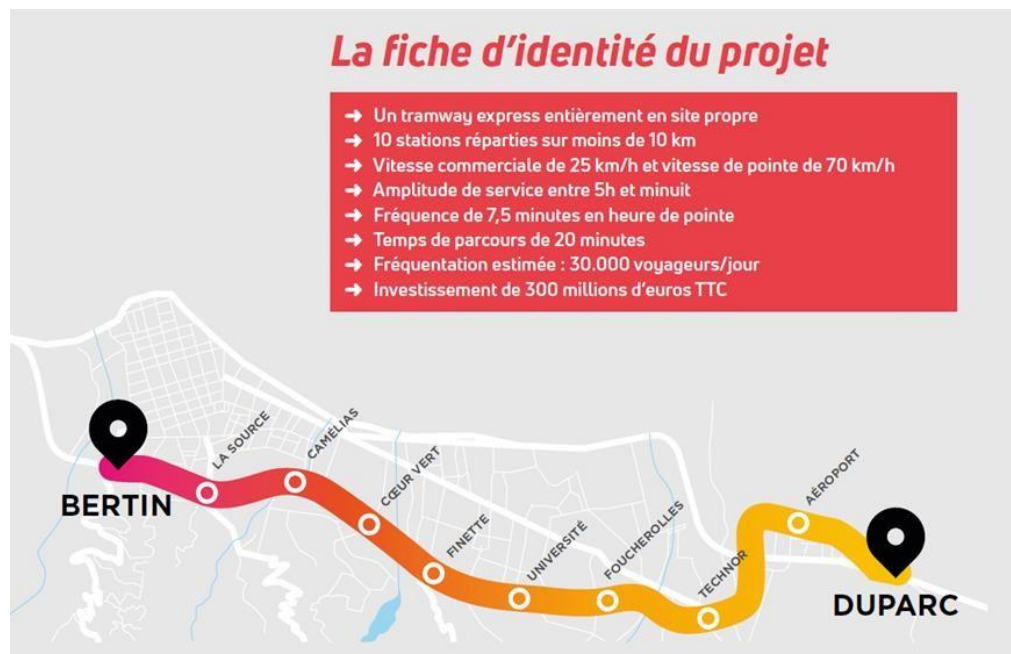 La fiche d'identité du projet
➜ Un tramway express entièrement en site propre
➜ 10 stations réparties sur moins de 10 km
➜ Vitesse commerciale de 25 km/h et vitesse de pointe de 70 km/h
➜ Amplitude de service entre 5h et minuit
➜ Fréquence de 7,5 minutes en heure de pointe
➜ Temps de parcours de 20 minutes
➜ Fréquentation estimée : 30.000 voyageurs/jour
➜ Investissement de 300 millions d'euros TTC
BERTIN
LA SOURCE
CAMÉLIAS
CŒUR VERT
FINETTE
UNIVERSITÉ
FOUCHEROLLES
TECHNOR
AÉROPORT
DUPARC